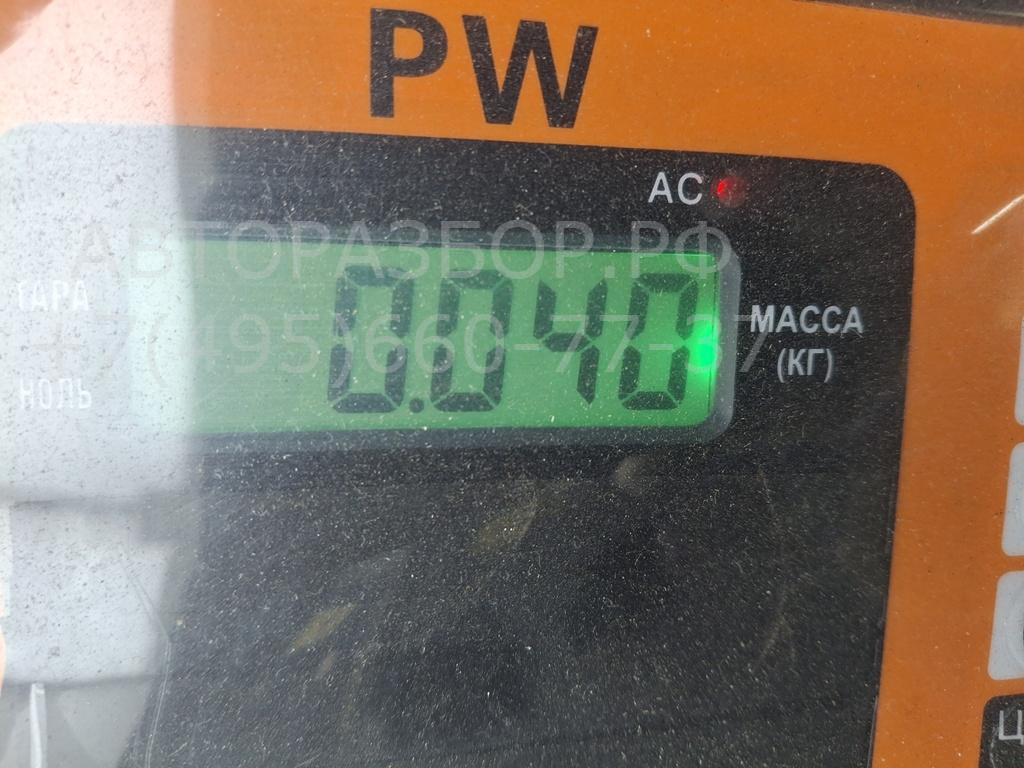 PW
AC
АВТОРАЗБОР.РФ
ТАРА
0.040
МАССА
(КГ)
+7(495)660-77-37
НОЛЬ
Ц